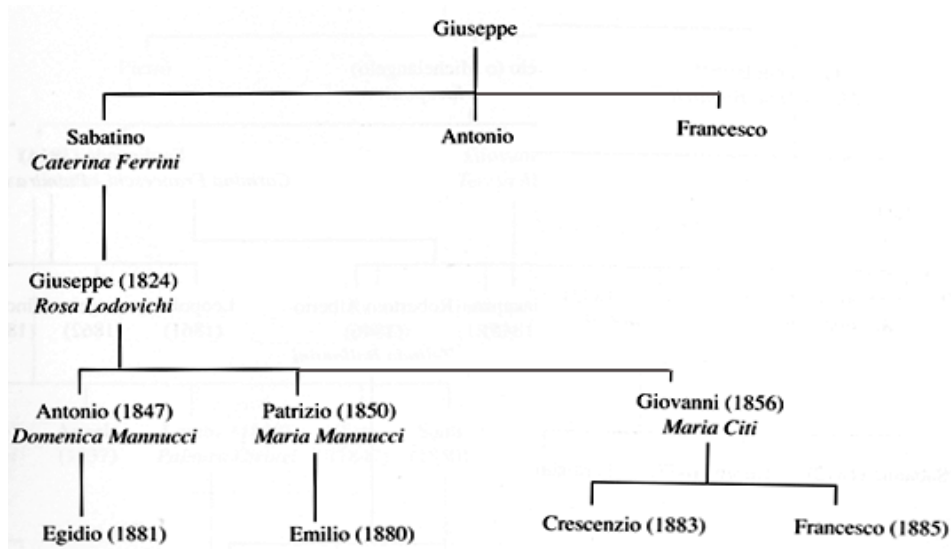 Giuseppe
Sabatino
Caterina Ferrini
Antonio
Francesco
Giuseppe (1824)
Rosa Lodovichi
Antonio (1847)
Domenica Mannucci
Patrizio (1850)
Maria Mannucci
Giovanni (1856)
Maria Citi
Egidio (1881)
Emilio (1880)
Crescenzio (1883)
Francesco (1885)